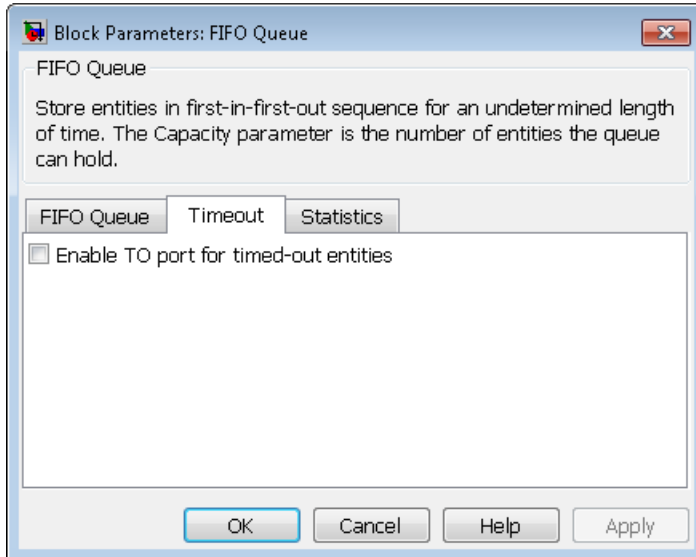 Block Parameters: FIFO Queue
FIFO Queue
Store entities in first-in-first-out sequence for an undetermined length
of time. The Capacity parameter is the number of entities the queue
can hold.
FIFO Queue Timeout Statistics
Enable TO port for timed-out entities
OK Cancel Help Apply